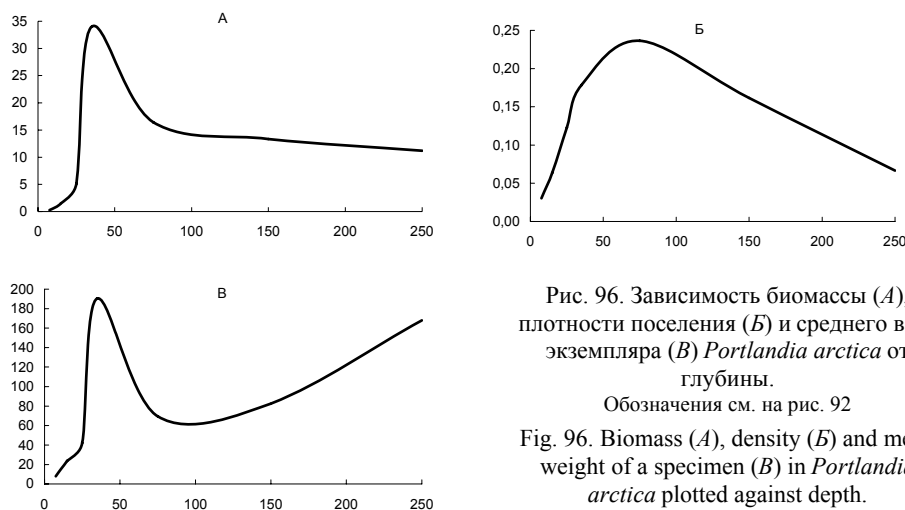 А
35
30
25
20
15
10
5
0
0 50 100 150 200 250
Б
0,25
0,20
0,15
0,10
0,05
0,00
0 50 100 150 200 250
В
200
180
160
140
120
100
80
60
40
20
0
0 50 100 150 200 250
Рис. 96. Зависимость биомассы (А),
плотности поселения (Б) и среднего
экземпляра (В) Portlandia arctica от
глубины.
Обозначения см. на рис. 92
Fig. 96. Biomass (А), density (Б) and
weight of a specimen (В) in
arctica plotted against depth.